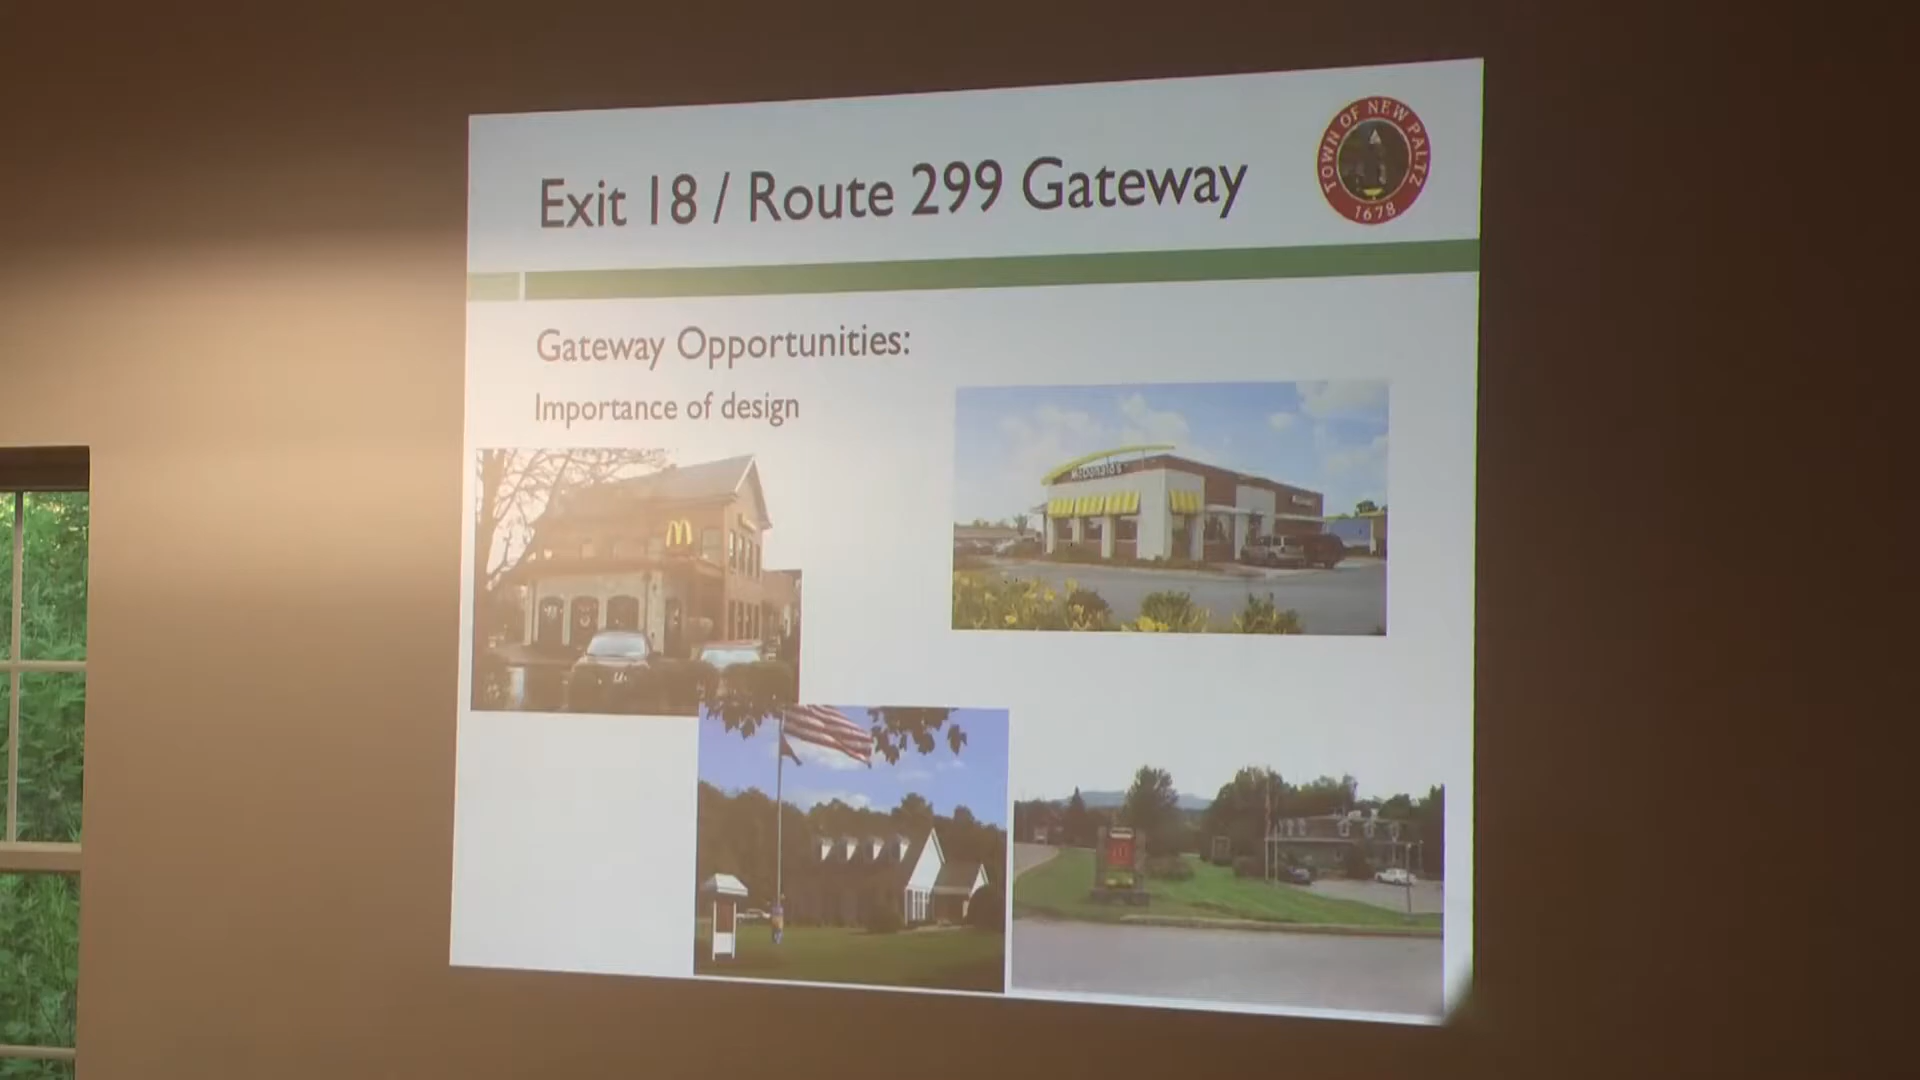 Exit 18 / Route 299 Gateway
TOWN OF NEW PALTZ
1678
Gateway Opportunities:
Importance of design
McDonald's
M